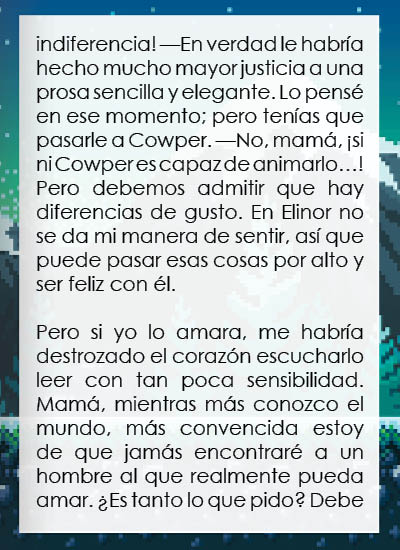 indiferencia! —En verdad le habría
hecho mucho mayor justicia a una
prosa sencilla y elegante. Lo pensé
en ese momento; pero tenías que
pasarle a Cowper. —No, mamá, ¡si
ni Cowper es capaz de animarlo...!
Pero debemos admitir que hay
diferencias de gusto. En Elinor no
se da mi manera de sentir, así que
puede pasar esas cosas por alto y
ser feliz con él.

Pero si yo lo amara, me habría
destrozado el corazón escucharlo
leer con tan poca sensibilidad.
Mamá, mientras más conozco el
mundo, más convencida estoy
de que jamás encontraré a un
hombre al que realmente pueda
amar. ¿Es tanto lo que pido? Debe